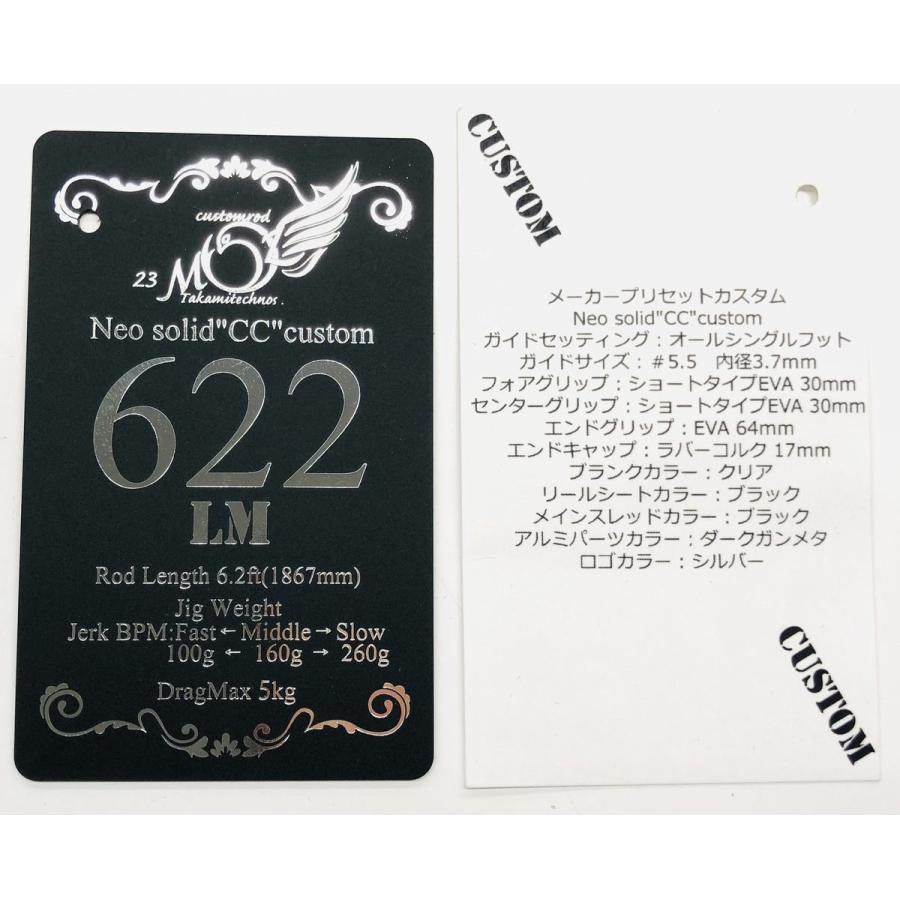 customrod
23
Takamitechnos.
Neo solid"CC"custom
622
LM
Rod Length 6.2ft(1867mm)
Jig Weight
Jerk BPM:Fast ← Middle → Slow
100g ← 160g → 260g
DragMax 5kg
CUSTOM
メーカープリセットカスタム
Neo solid"CC"custom
ガイドセッティング：オールシングルフット
ガイドサイズ：＃5.5　内径3.7mm
フォアグリップ：ショートタイプEVA 30mm
センターグリップ：ショートタイプEVA 30mm
エンドグリップ：EVA 64mm
エンドキャップ：ラバーコルク 17mm
ブランクカラー：クリア
リールシートカラー：ブラック
メインスレッドカラー：ブラック
アルミパーツカラー：ダークガンメタ
ロゴカラー：シルバー
CUSTOM